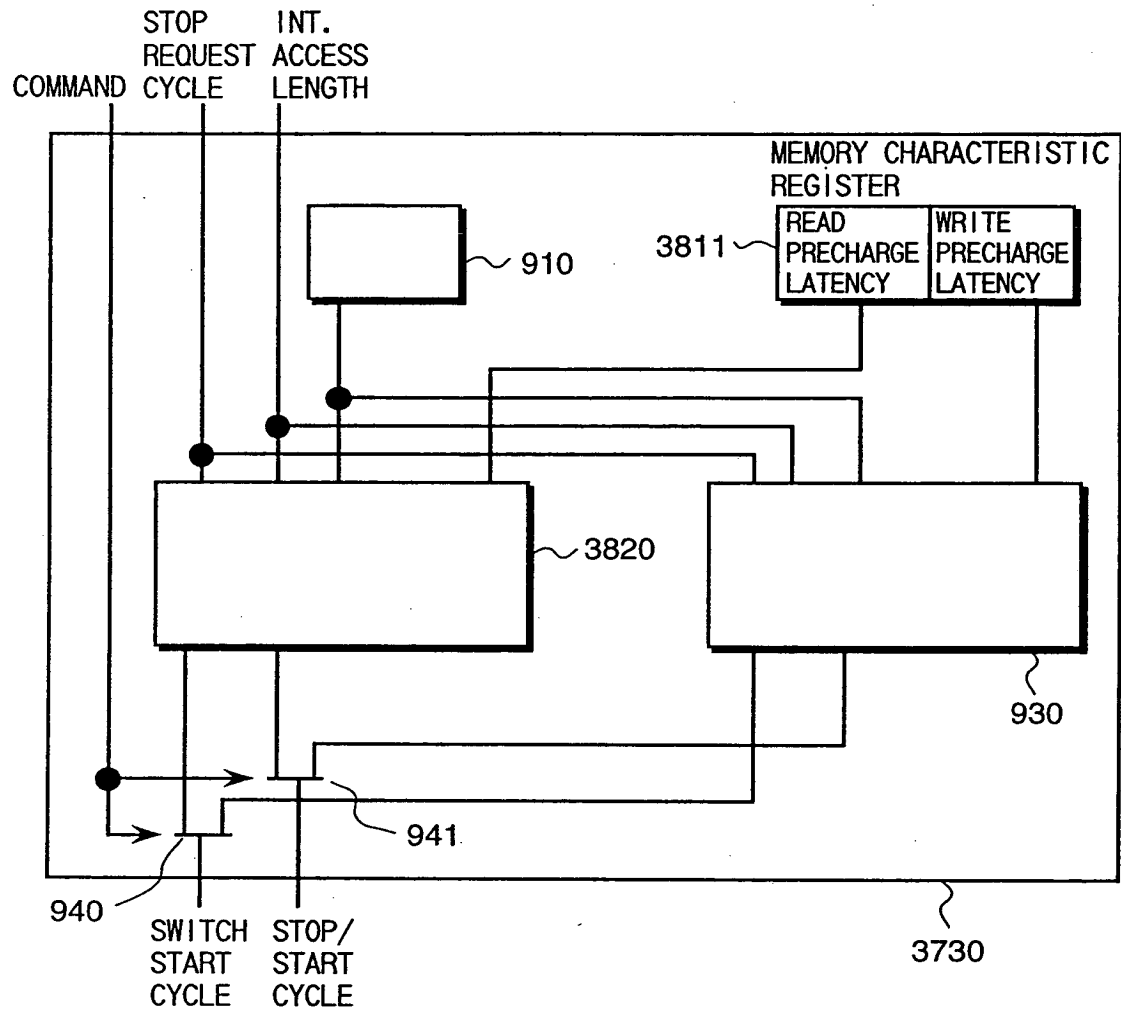 STOP
REQUEST
CYCLE
INT.
ACCESS
LENGTH
COMMAND
MEMORY CHARACTERISTIC
REGISTER
READ
PRECHARGE
LATENCY
WRITE
PRECHARGE
LATENCY
3811
910
3820
930
941
940
SWITCH
START
CYCLE
STOP/
START
CYCLE
3730